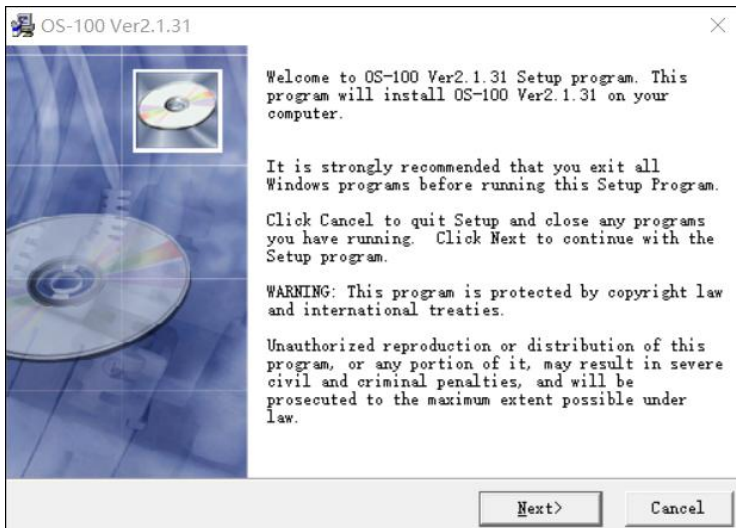 OS-100 Ver2.1.31
Welcome to OS-100 Ver2.1.31 Setup program. This
program will install OS-100 Ver2.1.31 on your
computer.
It is strongly recommended that you exit all
Windows programs before running this Setup Program.
Click Cancel to quit Setup and close any programs
you have running.  Click Next to continue with the
Setup program.
WARNING: This program is protected by copyright law
and international treaties.
Unauthorized reproduction or distribution of this
program, or any portion of it, may result in severe
civil and criminal penalties, and will be
prosecuted to the maximum extent possible under
law.
Next>
Cancel